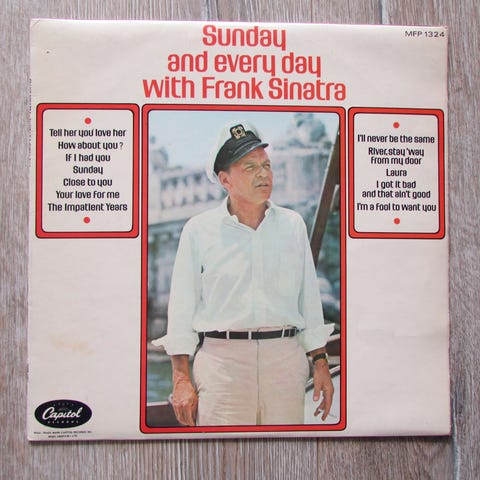 MFP 1324
Sunday
and every day
with Frank Sinatra
Tell her you love her
How about you?
If I had you
Sunday
Close to you
Your love for me
The Impatient Years
I'll never be the same
River, stay 'way
from my door
Laura
I got it bad
and that ain't good
I'm a fool to want you
Capitol
RECORDS